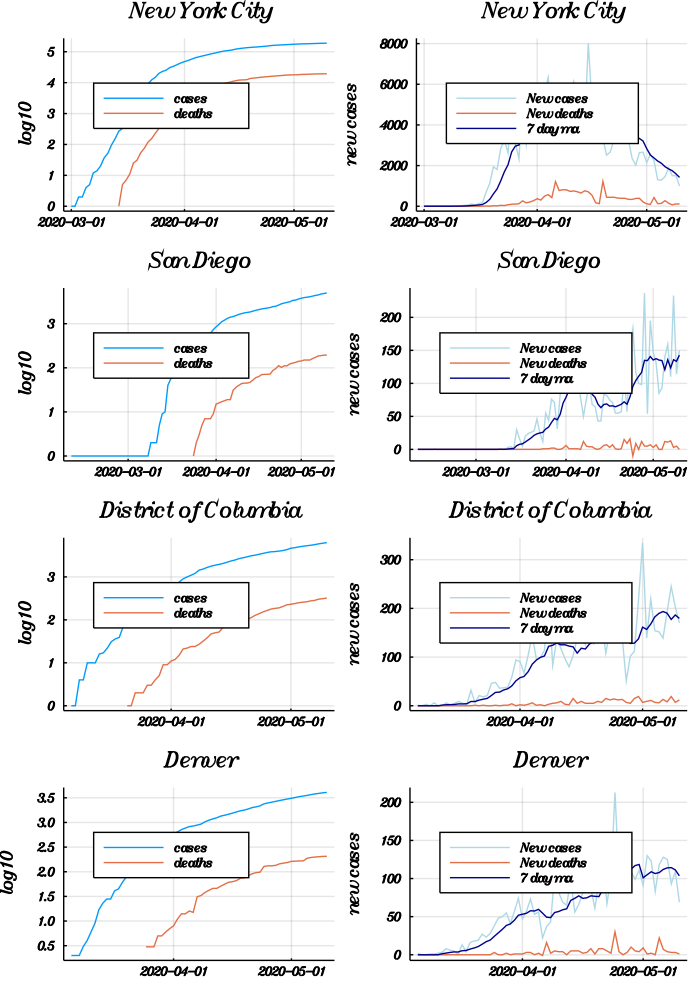 New York City
New York City
log10
5
4
3
2
1
0
cases
deaths
2020-03-01
2020-04-01
2020-05-01
new cases
8000
6000
4000
2000
0
New cases
New deaths
7 day ma
2020-03-01
2020-04-01
2020-05-01
San Diego
San Diego
log10
3
2
1
0
cases
deaths
2020-03-01
2020-04-01
2020-05-01
new cases
200
150
100
50
0
New cases
New deaths
7 day ma
2020-03-01
2020-04-01
2020-05-01
District of Columbia
District of Columbia
log10
3
2
1
0
cases
deaths
2020-04-01
2020-05-01
new cases
300
200
100
0
New cases
New deaths
7 day ma
2020-04-01
2020-05-01
Denver
Denver
log10
3.5
3.0
2.5
2.0
1.5
1.0
0.5
cases
deaths
2020-04-01
2020-05-01
new cases
200
150
100
50
0
New cases
New deaths
7 day ma
2020-04-01
2020-05-01